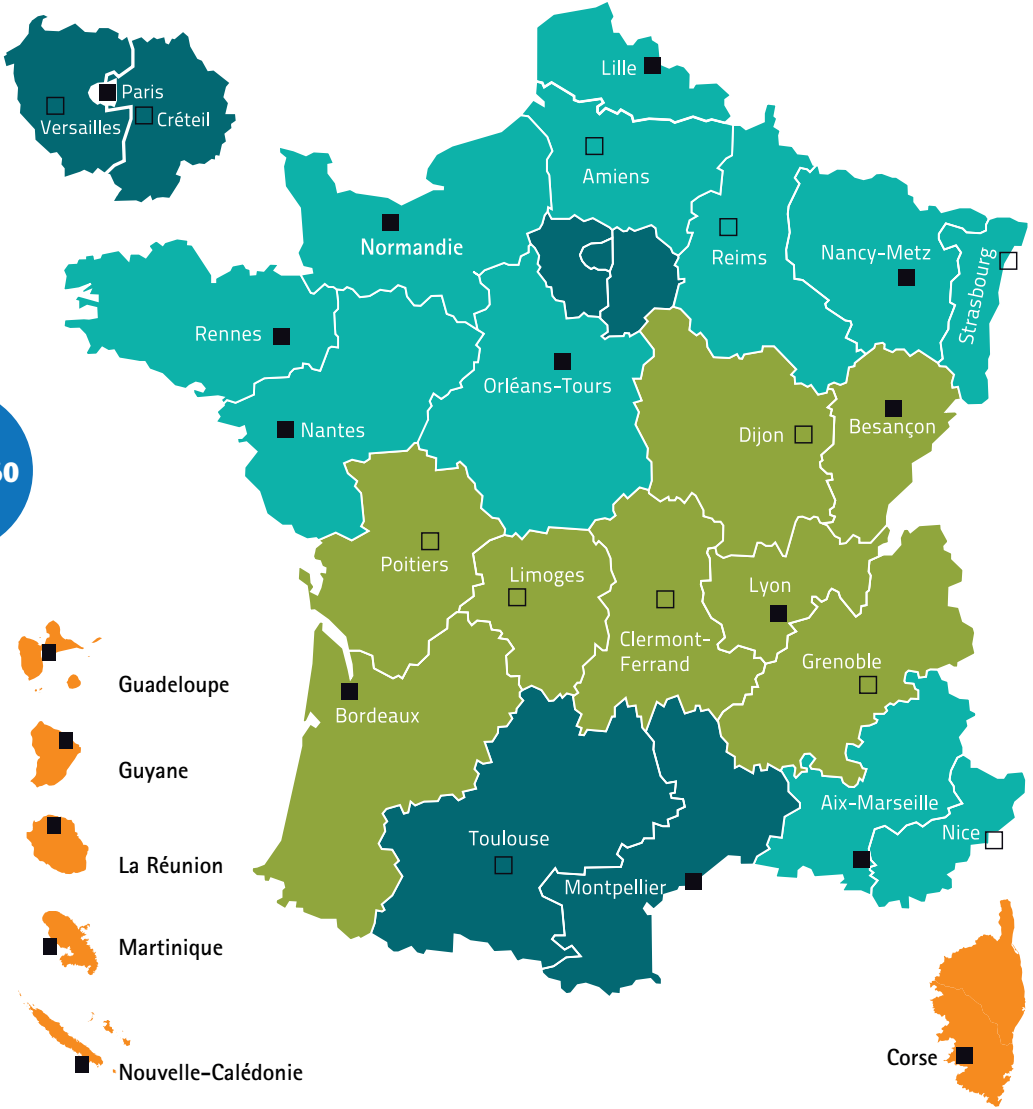 Lille
Paris
Versailles
Créteil
Amiens
Normandie
Reims
Nancy-Metz
Strasbourg
Rennes
Orléans-Tours
Nantes
Dijon
Besançon
Poitiers
Limoges
Lyon
Clermont-
Ferrand
Grenoble
Guadeloupe
Bordeaux
Guyane
Aix-Marseille
Nice
Toulouse
La Réunion
Montpellier
Martinique
Corse
Nouvelle-Calédonie